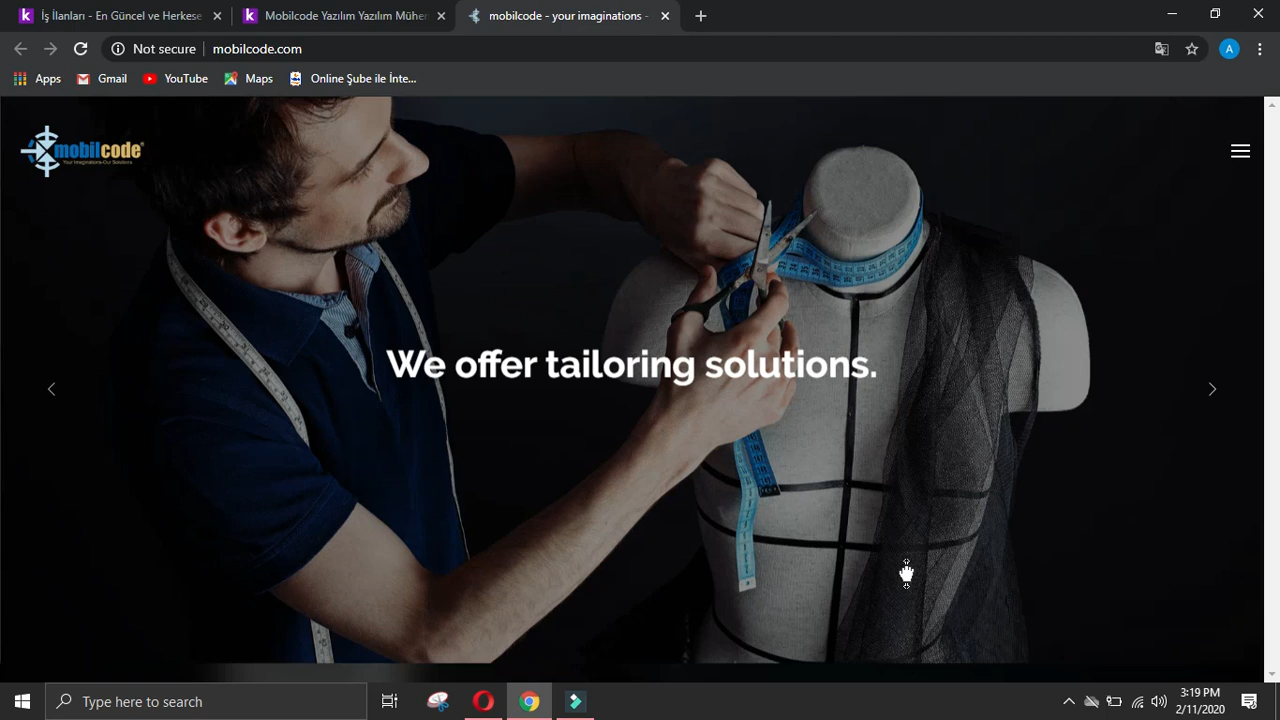 İş İlanları - En Güncel ve Herkese
Mobilcode Yazılım Yazılım Müher
mobilcode - your imaginations -
Not secure
mobilcode.com
A
Apps
Gmail
YouTube
Maps
Online Şube ile İnte...
mobilcode
Your Imaginations-Our Solutions
We offer tailoring solutions.
Type here to search
3:19 PM
2/11/2020